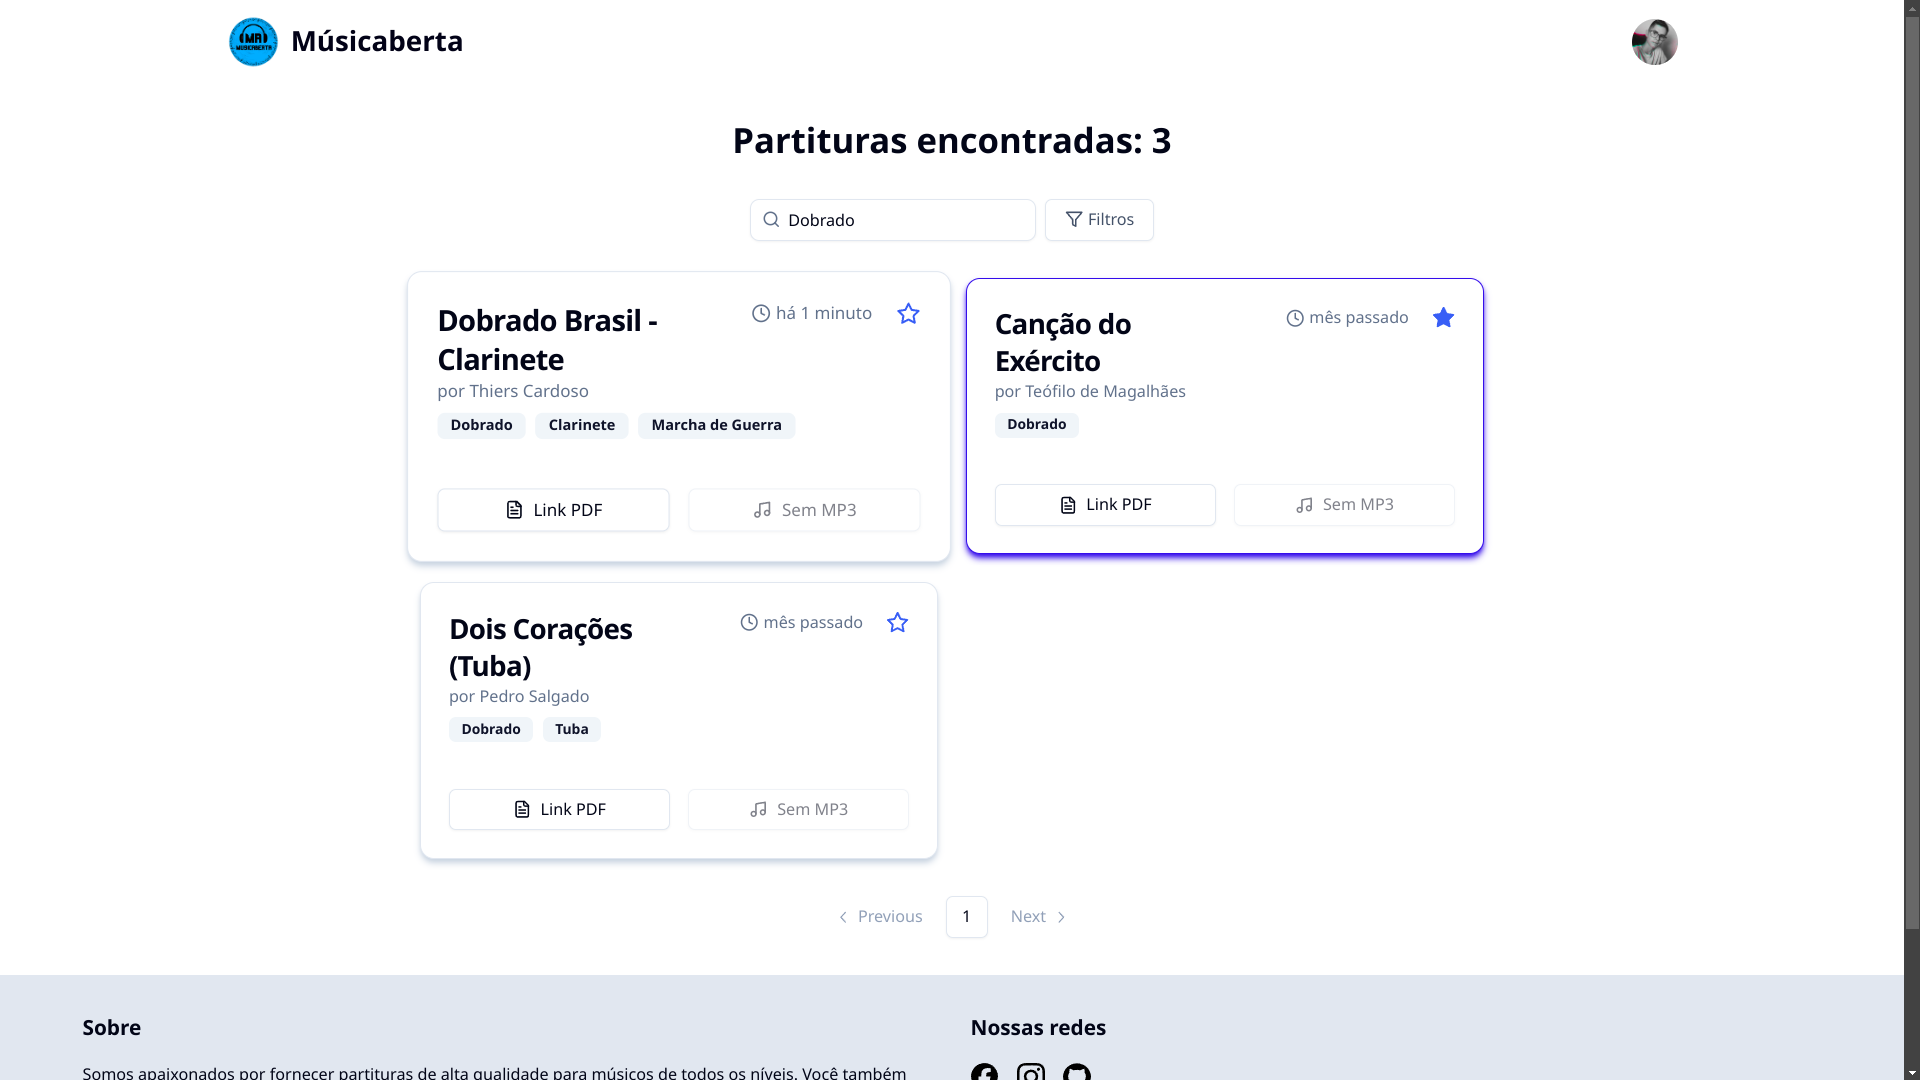 MA
MÚSICABERTA
Músicaberta
Partituras encontradas: 3
Dobrado
Filtros
Dobrado Brasil -
Clarinete
há 1 minuto
por Thiers Cardoso
Dobrado Clarinete Marcha de Guerra
Link PDF
Sem MP3
Canção do
Exército
mês passado
por Teófilo de Magalhães
Dobrado
Link PDF
Sem MP3
Dois Corações
(Tuba)
mês passado
por Pedro Salgado
Dobrado Tuba
Link PDF
Sem MP3
Previous 1 Next
Sobre
Somos apaixonados por fornecer partituras de alta qualidade para músicos de todos os níveis. Você também
Nossas redes